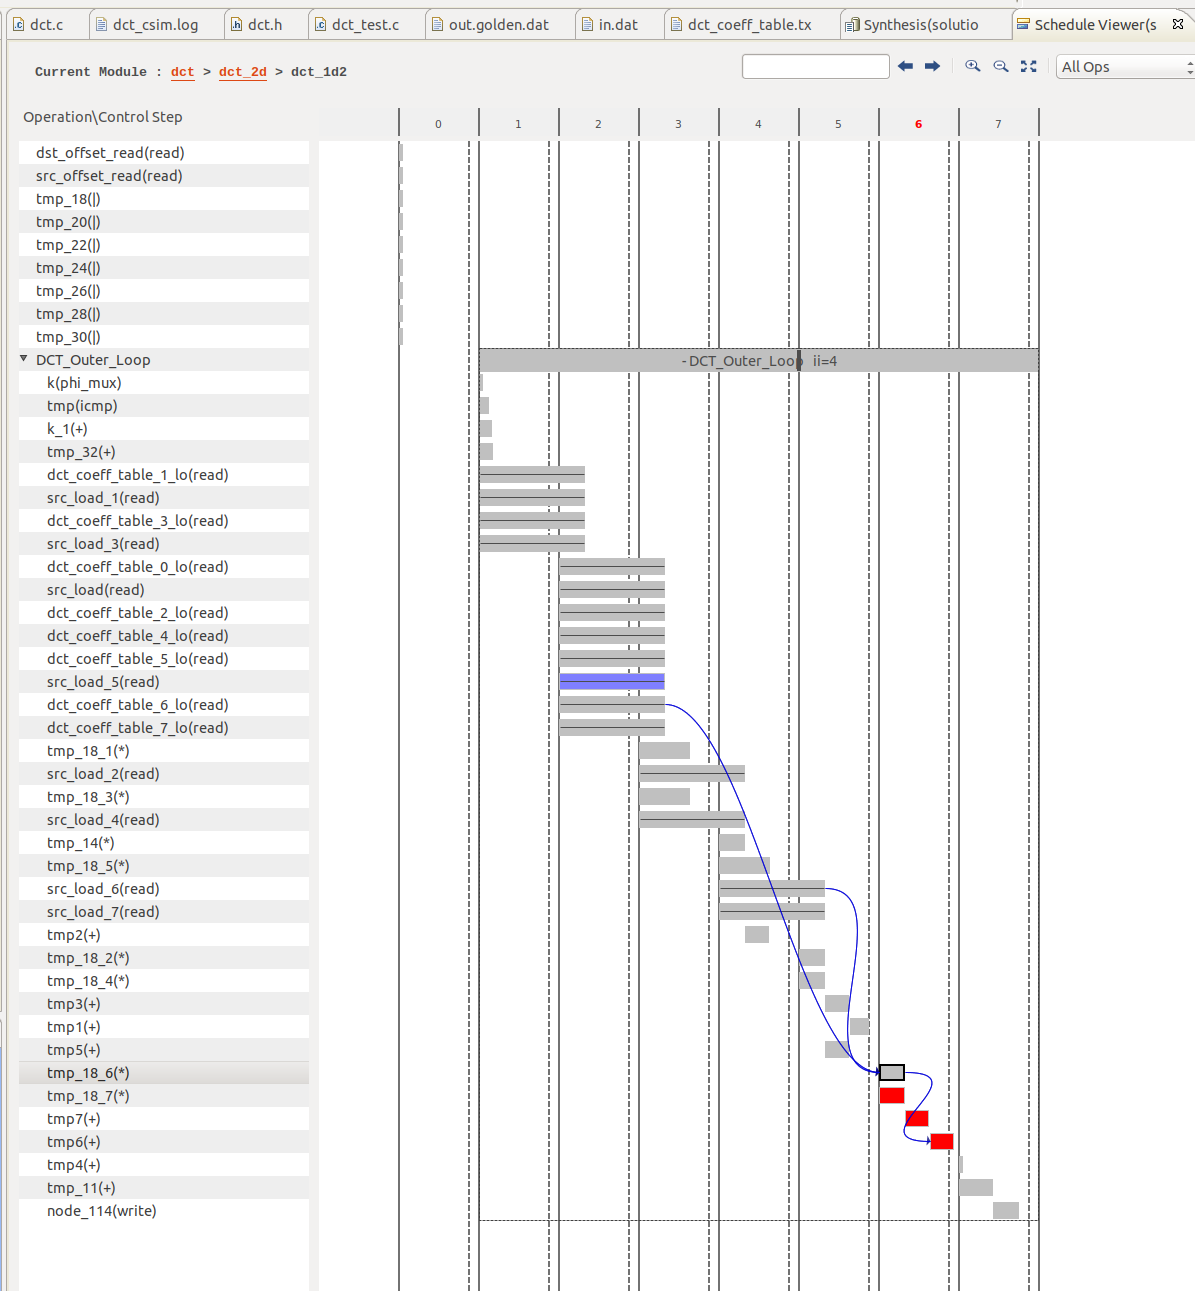 dct.c dct_csim.log dct.h dct_test.c out.golden.dat in.dat dct_coeff_table.tx Synthesis(solutio Schedule Viewer(s
Current Module : dct > dct_2d > dct_1d2 All Ops
Operation\Control Step 0 1 2 3 4 5 6 7
dst_offset_read(read)
src_offset_read(read)
tmp_18(|)
tmp_20(|)
tmp_22(|)
tmp_24(|)
tmp_26(|)
tmp_28(|)
tmp_30(|)
DCT_Outer_Loop -DCT_Outer_Loop ii=4
k(phi_mux)
tmp(icmp)
k_1(+)
tmp_32(+)
dct_coeff_table_1_lo(read)
src_load_1(read)
dct_coeff_table_3_lo(read)
src_load_3(read)
dct_coeff_table_0_lo(read)
src_load(read)
dct_coeff_table_2_lo(read)
dct_coeff_table_4_lo(read)
dct_coeff_table_5_lo(read)
src_load_5(read)
dct_coeff_table_6_lo(read)
dct_coeff_table_7_lo(read)
tmp_18_1(*)
src_load_2(read)
tmp_18_3(*)
src_load_4(read)
tmp_14(*)
tmp_18_5(*)
src_load_6(read)
src_load_7(read)
tmp2(+)
tmp_18_2(*)
tmp_18_4(*)
tmp3(+)
tmp1(+)
tmp5(+)
tmp_18_6(*)
tmp_18_7(*)
tmp7(+)
tmp6(+)
tmp4(+)
tmp_11(+)
node_114(write)